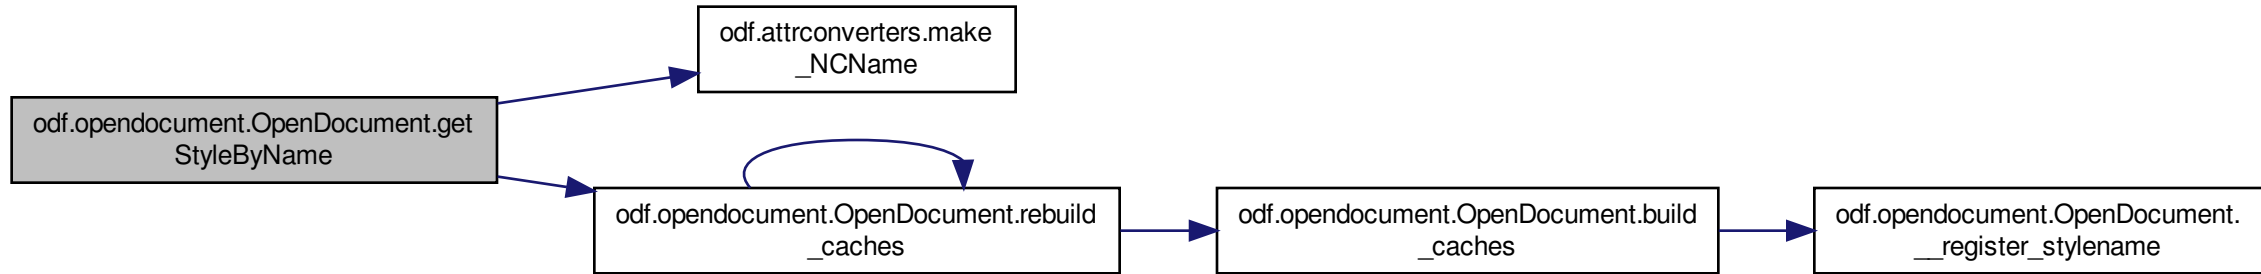 odf.attrconverters.make
_NCName
odf.opendocument.OpenDocument.get
StyleByName
odf.opendocument.OpenDocument.rebuild
_caches
odf.opendocument.OpenDocument.build
_caches
odf.opendocument.OpenDocument.
__register_stylename